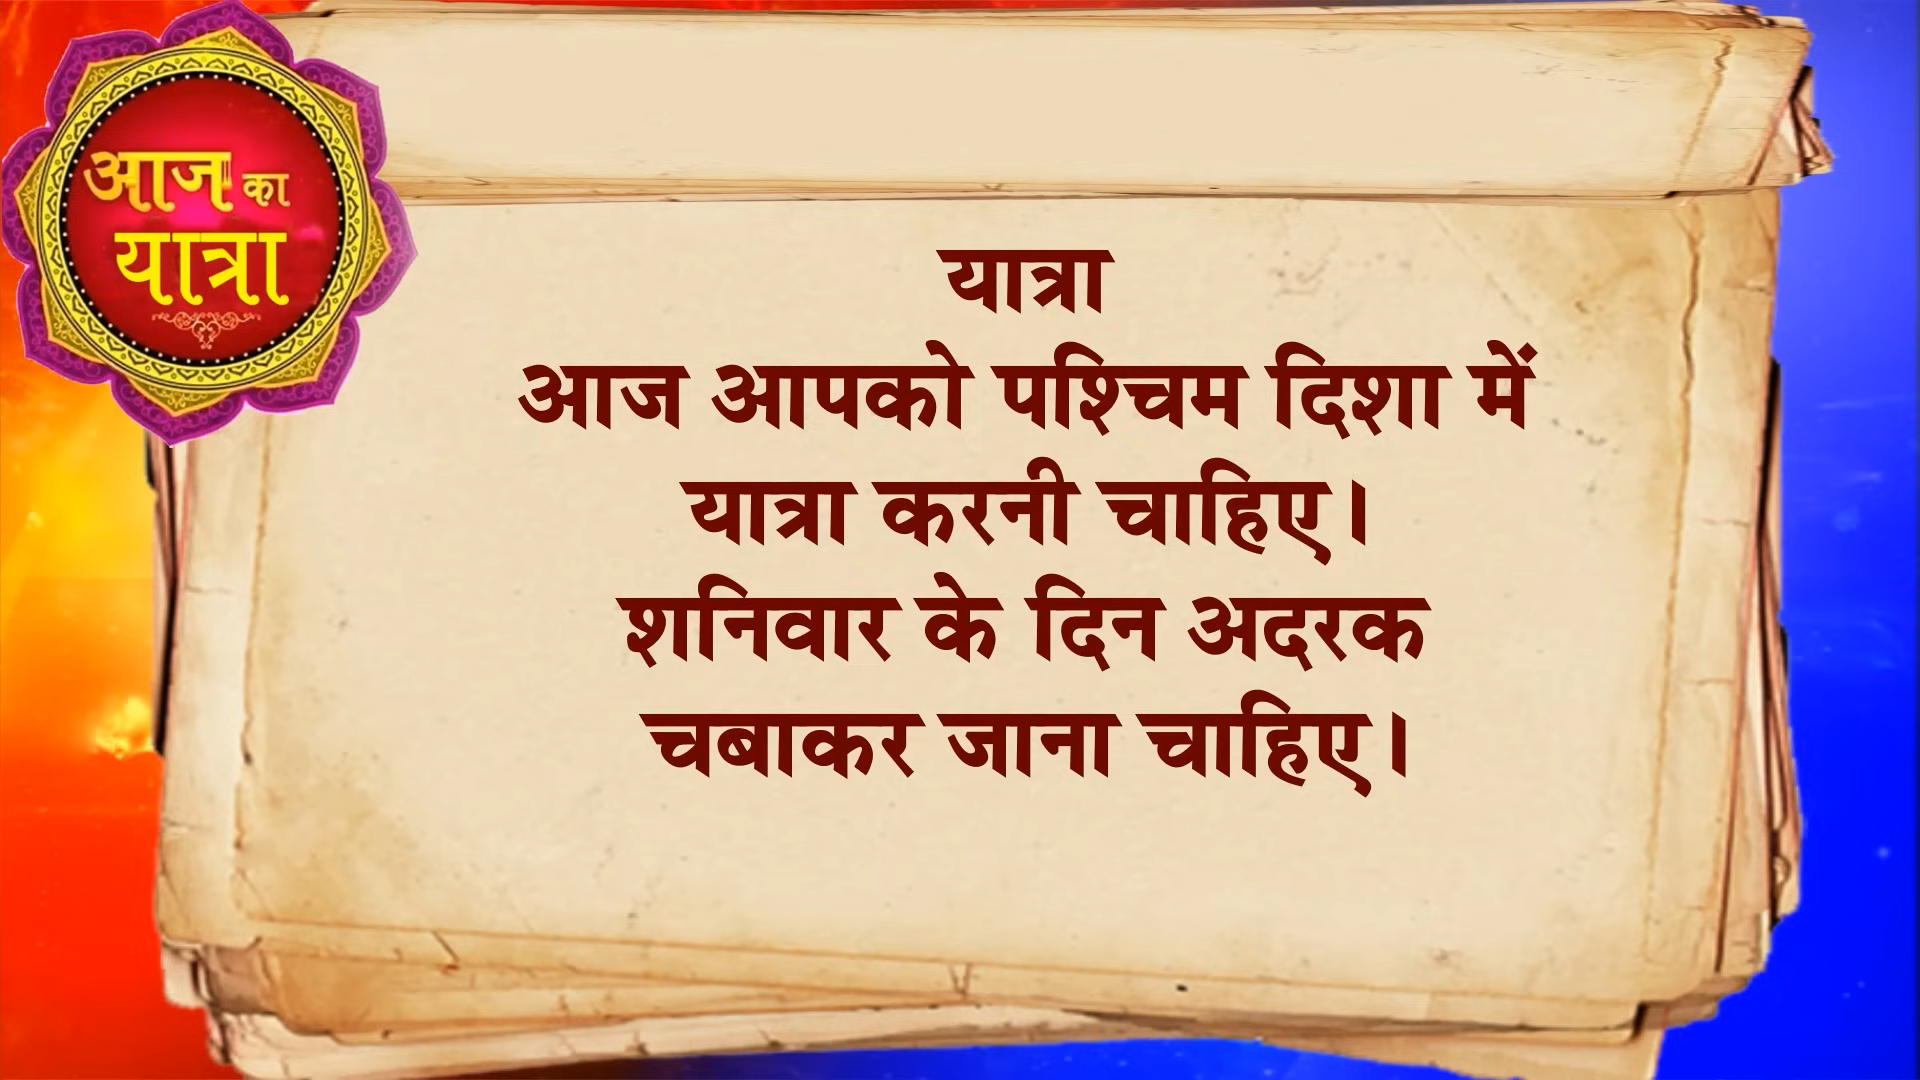 आज का
यात्रा
यात्रा
आज आपको पश्चिम दिशा में
यात्रा करनी चाहिए।
शनिवार के दिन अदरक
चबाकर जाना चाहिए।